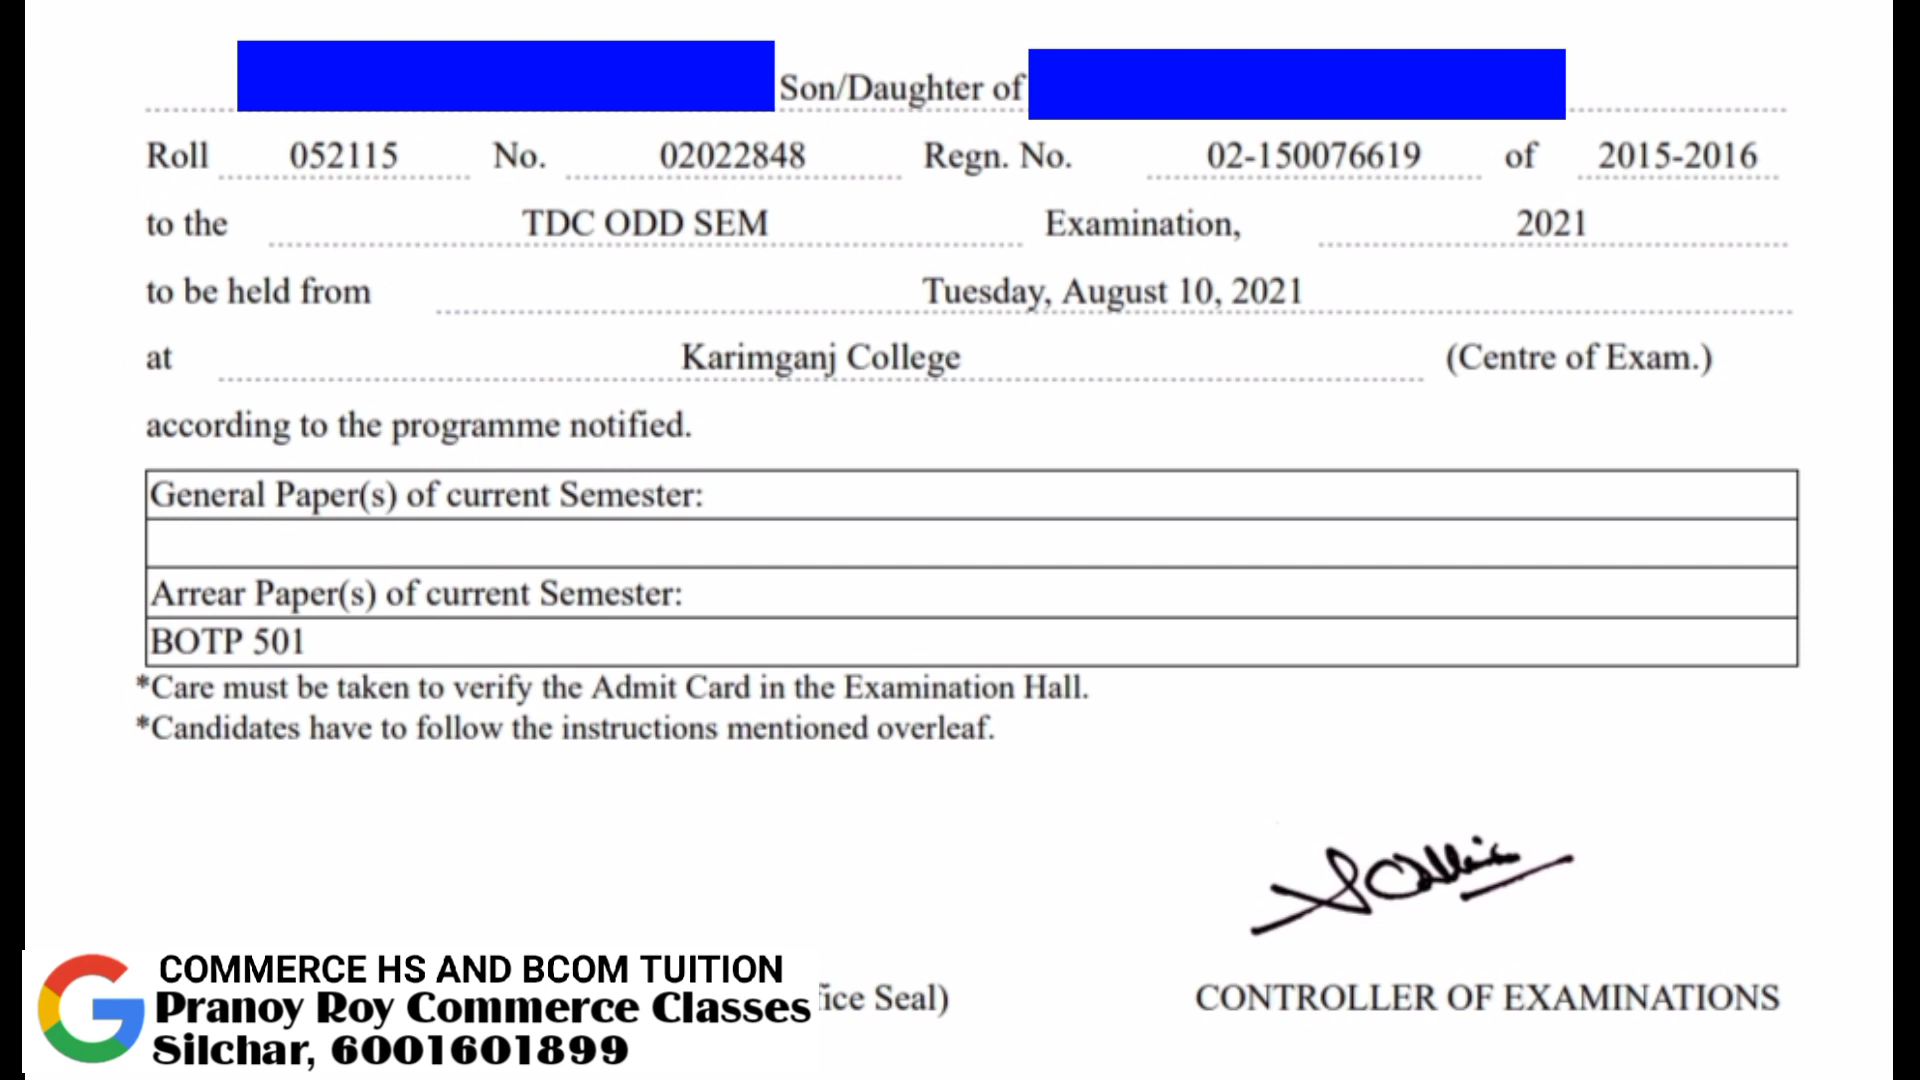 Son/Daughter of
Roll 052115 No. 02022848 Regn. No. 02-150076619 of 2015-2016
to the TDC ODD SEM Examination, 2021
to be held from Tuesday, August 10, 2021
at Karimganj College (Centre of Exam.)
according to the programme notified.
General Paper(s) of current Semester:
Arrear Paper(s) of current Semester:
BOTP 501
*Care must be taken to verify the Admit Card in the Examination Hall.
*Candidates have to follow the instructions mentioned overleaf.
Seal) CONTROLLER OF EXAMINATIONS
COMMERCE HS AND BCOM TUITION
Pranoy Roy Commerce Classes
Silchar, 6001601899